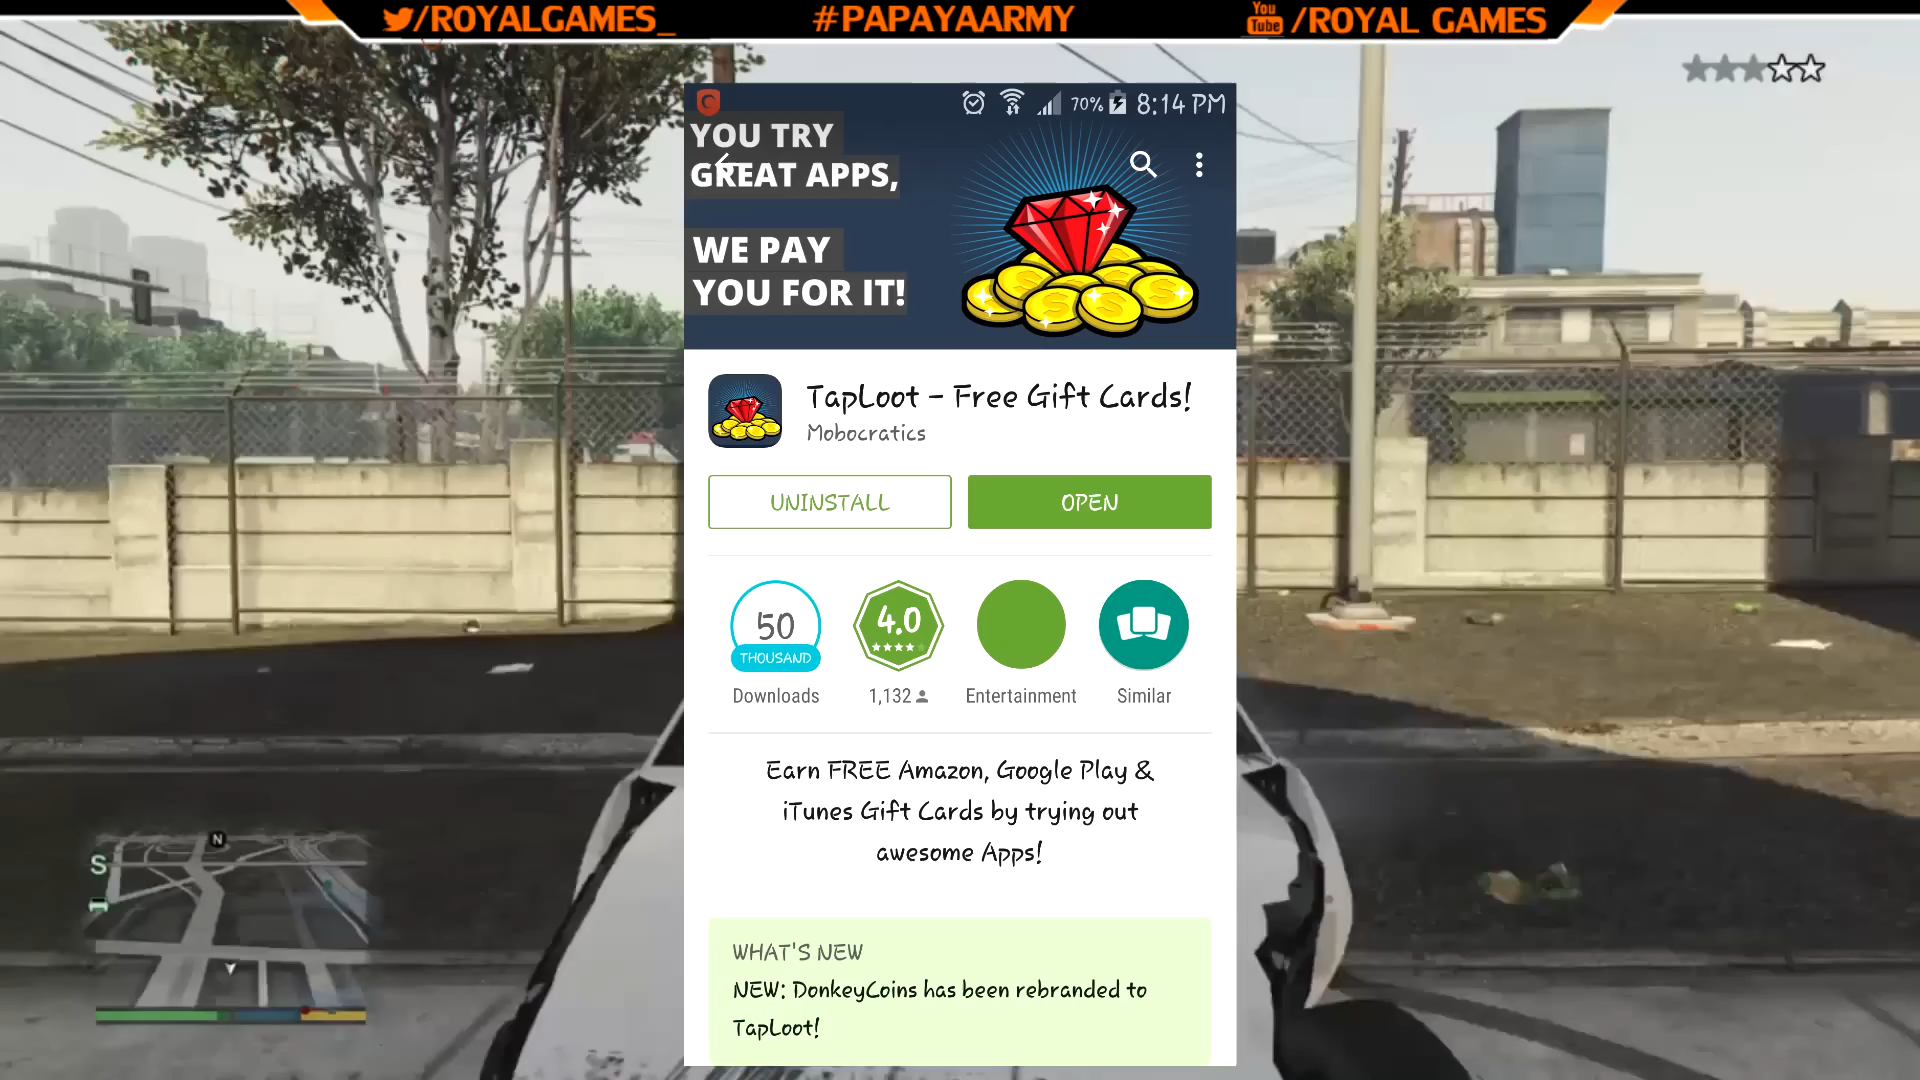 /ROYALGAMES_
#PAPAYAARMY
You Tube /ROYAL GAMES
70% 8:14 PM
YOU TRY
GREAT APPS,
WE PAY
YOU FOR IT!
TapLoot - Free Gift Cards!
Mobocratics
UNINSTALL
OPEN
50
THOUSAND
Downloads
4.0
1,132
Entertainment
Similar
Earn FREE Amazon, Google Play &
iTunes Gift Cards by trying out
awesome Apps!
WHAT'S NEW
NEW: DonkeyCoins has been rebranded to
TapLoot!
N
S